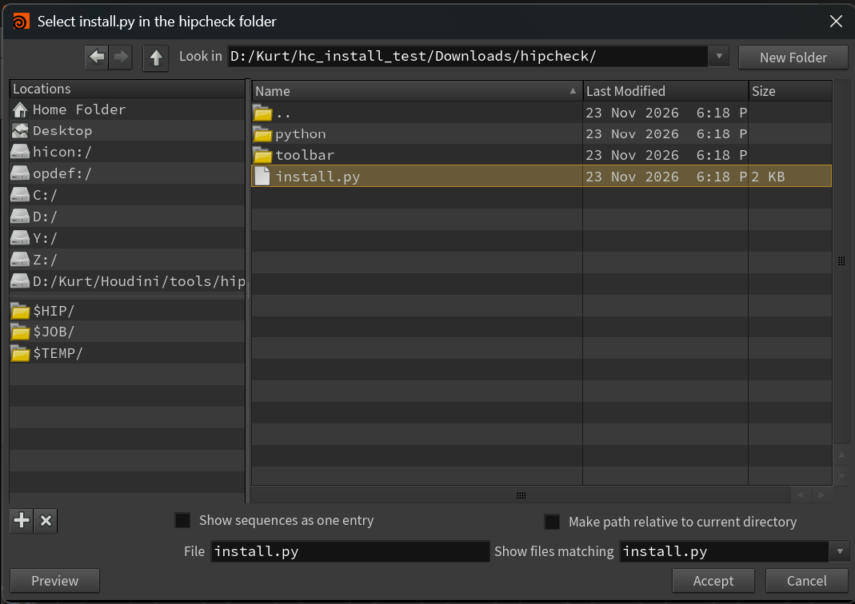 Select install.py in the hipcheck folder
Look in D:/Kurt/hc_install_test/Downloads/hipcheck/ New Folder
Locations
Home Folder
Desktop
hicon:/
opdef:/
C:/
D:/
Y:/
Z:/
D:/Kurt/Houdini/tools/hip
$HIP/
$JOB/
$TEMP/
Name Last Modified Size
.. 23 Nov 2026 6:18 P
python 23 Nov 2026 6:18 P
toolbar 23 Nov 2026 6:18 P
install.py 23 Nov 2026 6:18 P 2 KB
Show sequences as one entry Make path relative to current directory
File install.py Show files matching install.py
Preview Accept Cancel